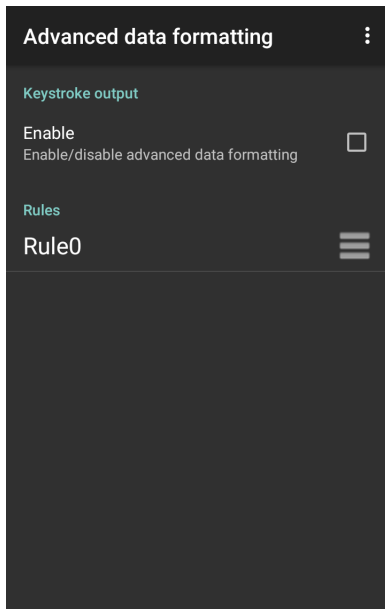 Advanced data formatting
Keystroke output
Enable
Enable/disable advanced data formatting
Rules
Rule0